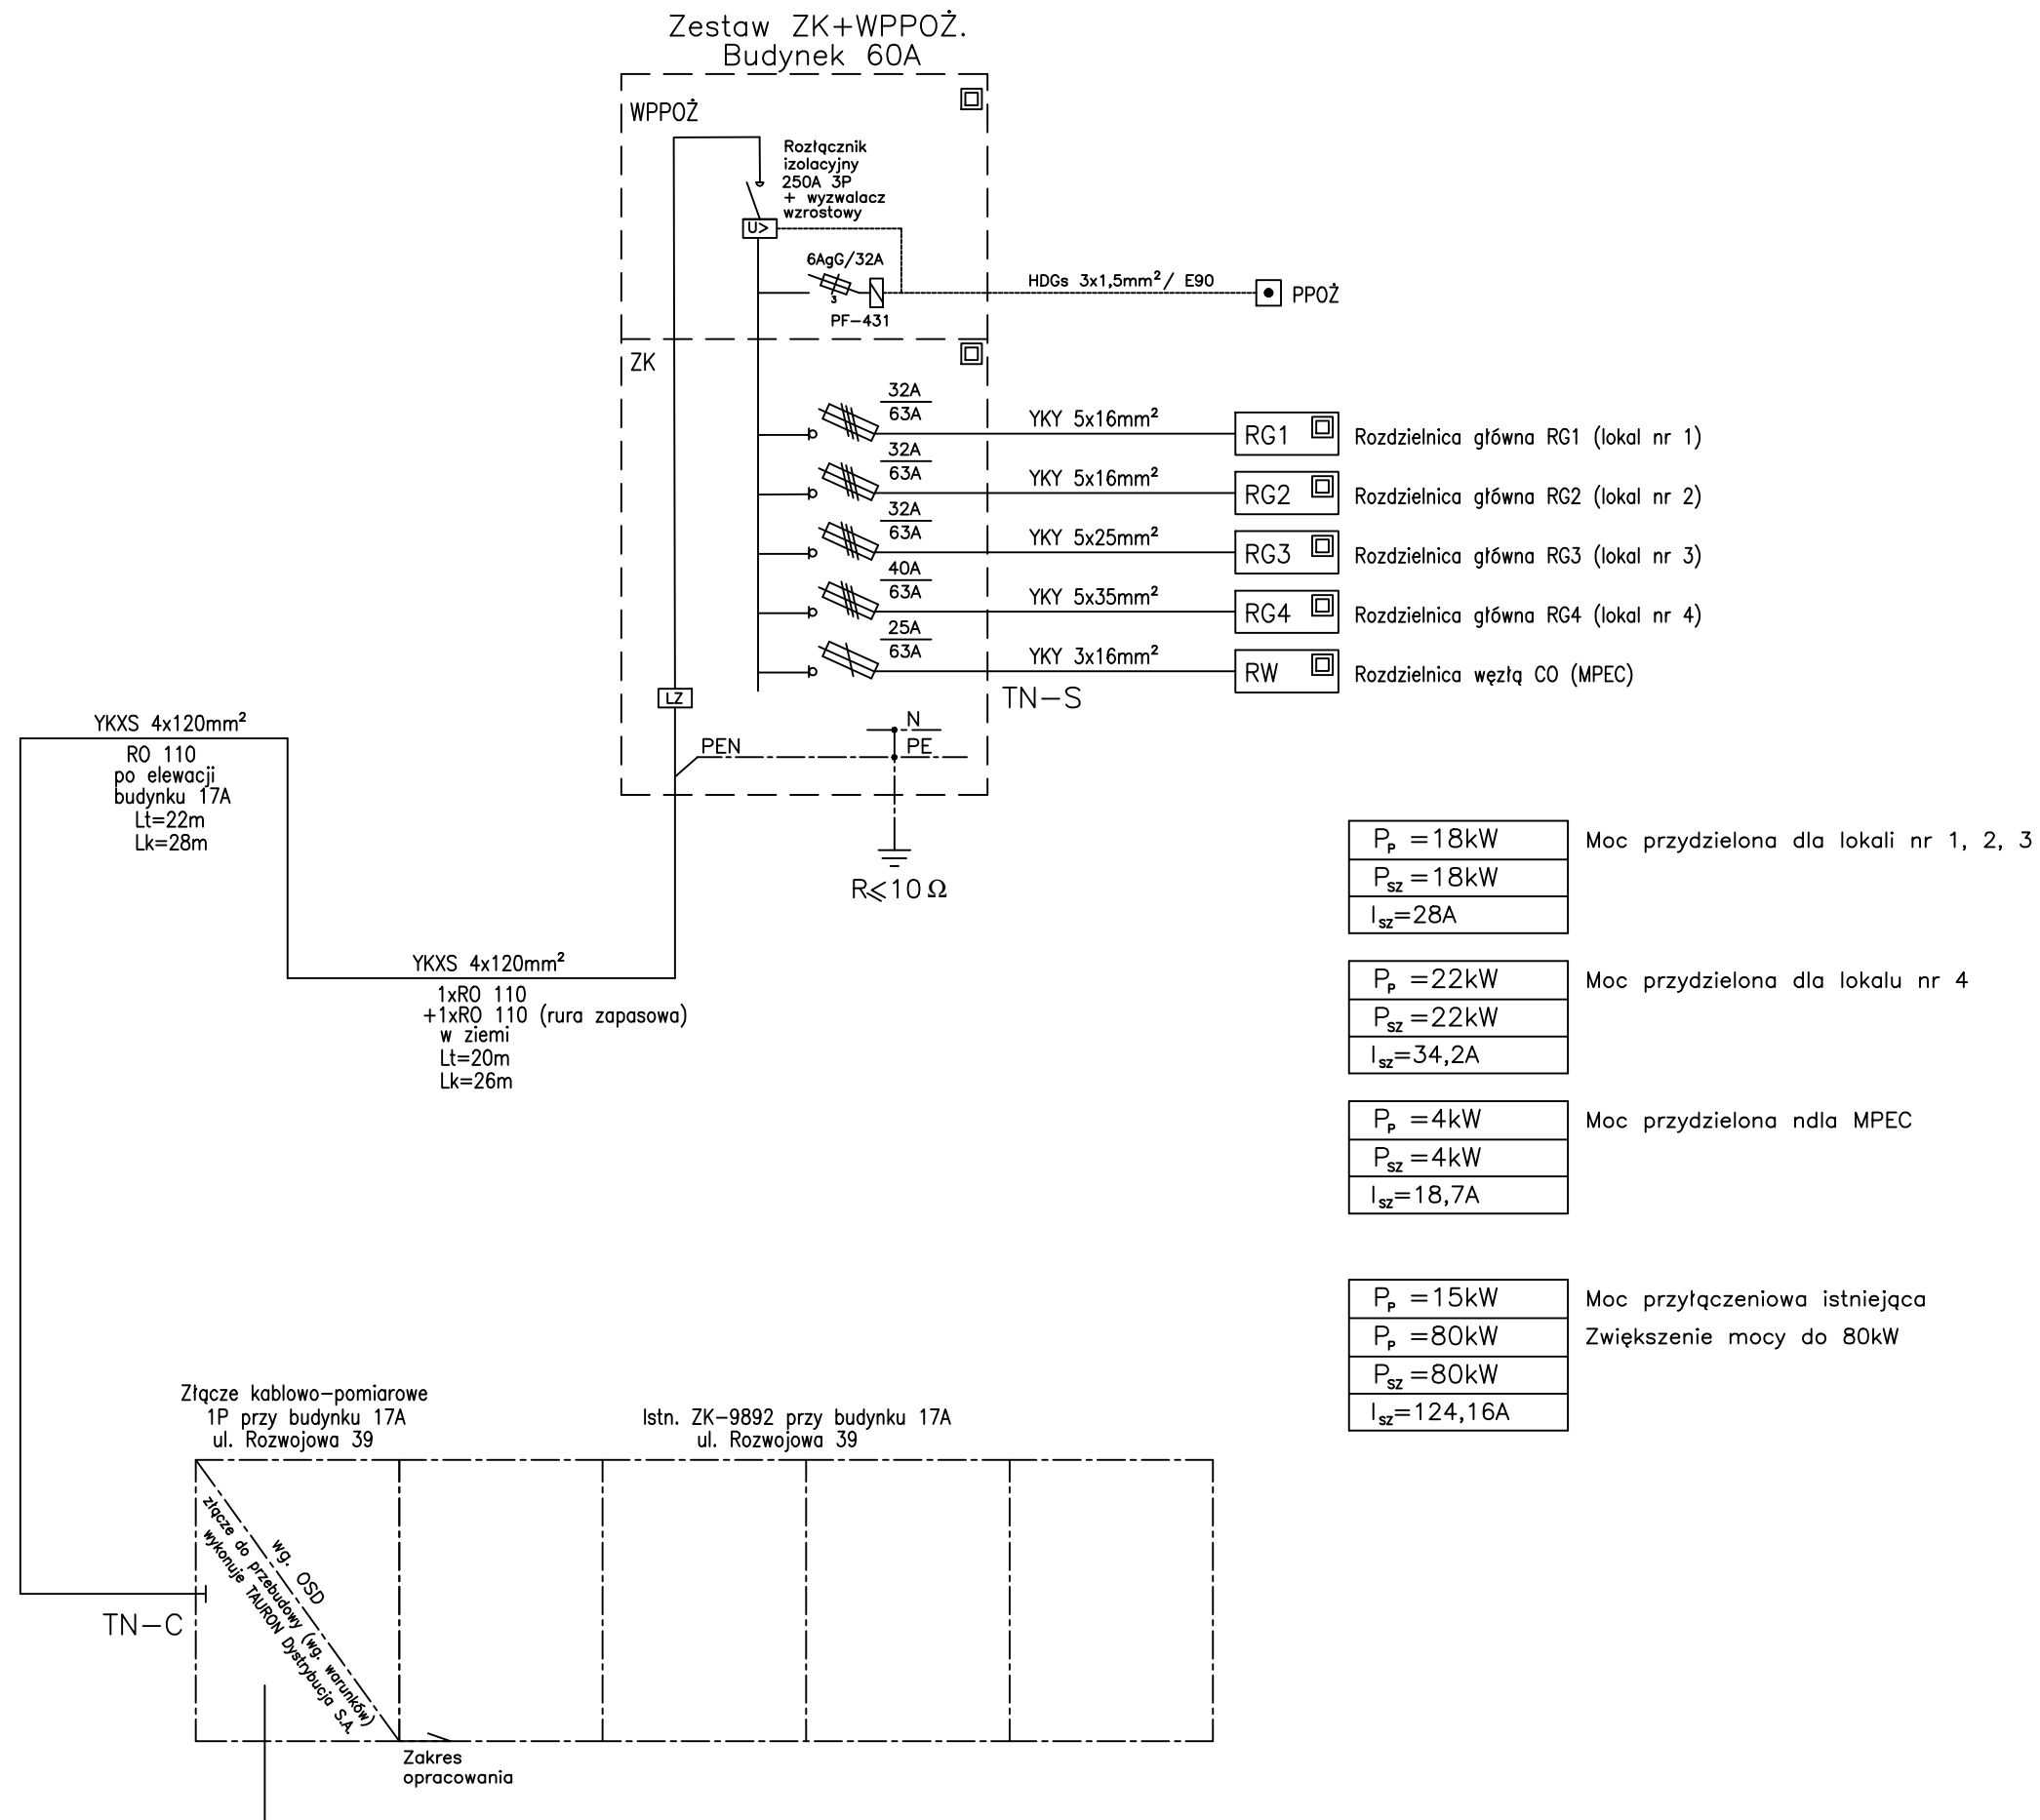 Zestaw ZK+WPPOŻ.
Budynek 60A
WPPOŻ
Rozłącznik
izolacyjny
250A 3P
+ wyzwalacz
wzrostowy
U>
6AgG/32A
3
PF-431
HDGs 3x1,5mm²/ E90
PPOŻ
ZK
32A
63A
YKY 5x16mm²
RG1
Rozdzielnica główna RG1 (lokal nr 1)
32A
63A
YKY 5x16mm²
RG2
Rozdzielnica główna RG2 (lokal nr 2)
32A
63A
YKY 5x25mm²
RG3
Rozdzielnica główna RG3 (lokal nr 3)
40A
63A
YKY 5x35mm²
RG4
Rozdzielnica główna RG4 (lokal nr 4)
25A
63A
YKY 3x16mm²
RW
Rozdzielnica węzłą CO (MPEC)
LZ
TN-S
N
PEN
PE
R⩽10 Ω
YKXS 4x120mm²
RO 110
po elewacji
budynku 17A
Lt=22m
Lk=28m
YKXS 4x120mm²
1xRO 110
+1xRO 110 (rura zapasowa)
w ziemi
Lt=20m
Lk=26m
Pp =18kW
Moc przydzielona dla lokali nr 1, 2, 3
Psz =18kW
Isz=28A
Pp =22kW
Moc przydzielona dla lokalu nr 4
Psz =22kW
Isz=34,2A
Pp =4kW
Moc przydzielona ndla MPEC
Psz =4kW
Isz=18,7A
Pp =15kW
Moc przyłączeniowa istniejąca
Pp =80kW
Zwiększenie mocy do 80kW
Psz =80kW
Isz=124,16A
Złącze kablowo-pomiarowe
1P przy budynku 17A
ul. Rozwojowa 39
Istn. ZK-9892 przy budynku 17A
ul. Rozwojowa 39
wg. OSD
złącze do przebudowy (wg. warunków)
wykonuje TAURON Dystrybucja S.A.
TN-C
Zakres
opracowania